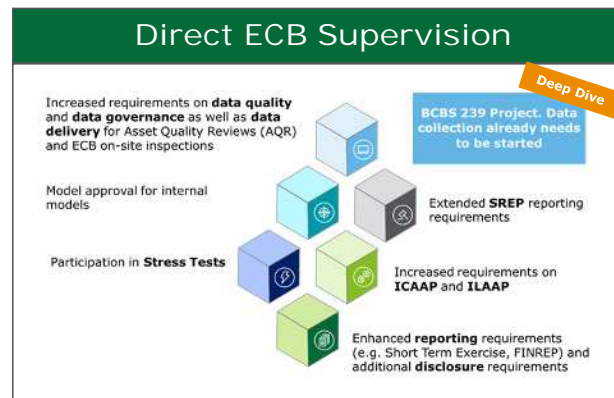 Direct ECB Supervision
Deep Dive
Increased requirements on data quality
and data governance as well as data
delivery for Asset Quality Reviews (AQR)
and ECB on-site inspections
BCBS 239 Project. Data
collection already needs
to be started
Model approval for internal
models
Extended SREP reporting
requirements
Participation in Stress Tests
Increased requirements on
ICAAP and ILAAP
Enhanced reporting requirements
(e.g. Short Term Exercise, FINREP) and
additional disclosure requirements